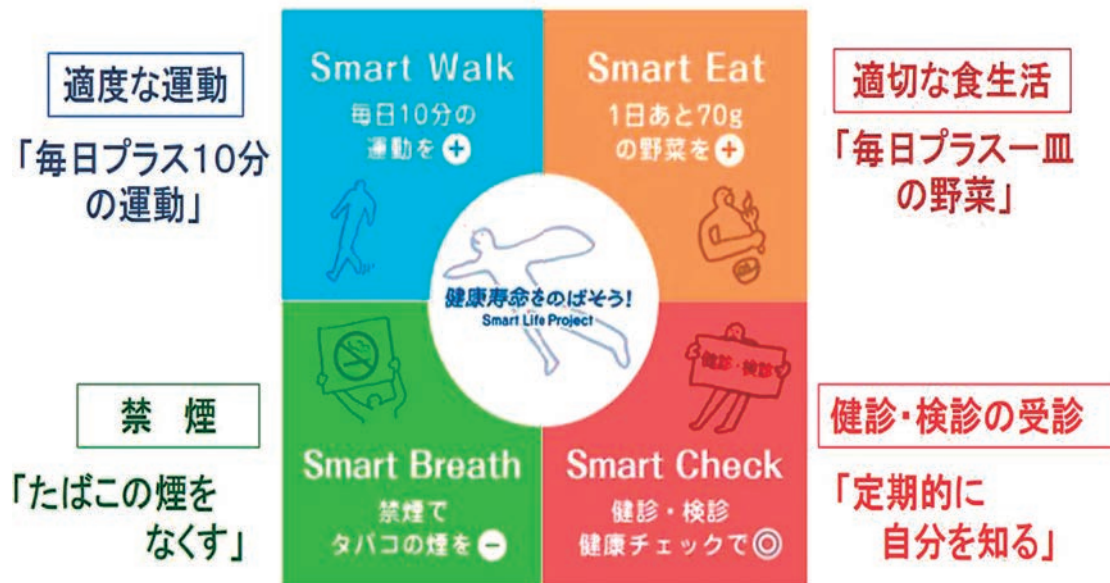 適度な運動
「毎日プラス10分
の運動」
Smart Walk
毎日10分の
運動を+
Smart Eat
1日あと70g
の野菜を+
適切な食生活
「毎日プラス一皿
の野菜」
健康寿命をのばそう!
Smart Life Project
禁 煙
「たばこの煙を
なくす」
Smart Breath
禁煙で
タバコの煙を−
健診・検診
Smart Check
健診・検診
健康チェックで◎
健診・検診の受診
「定期的に
自分を知る」